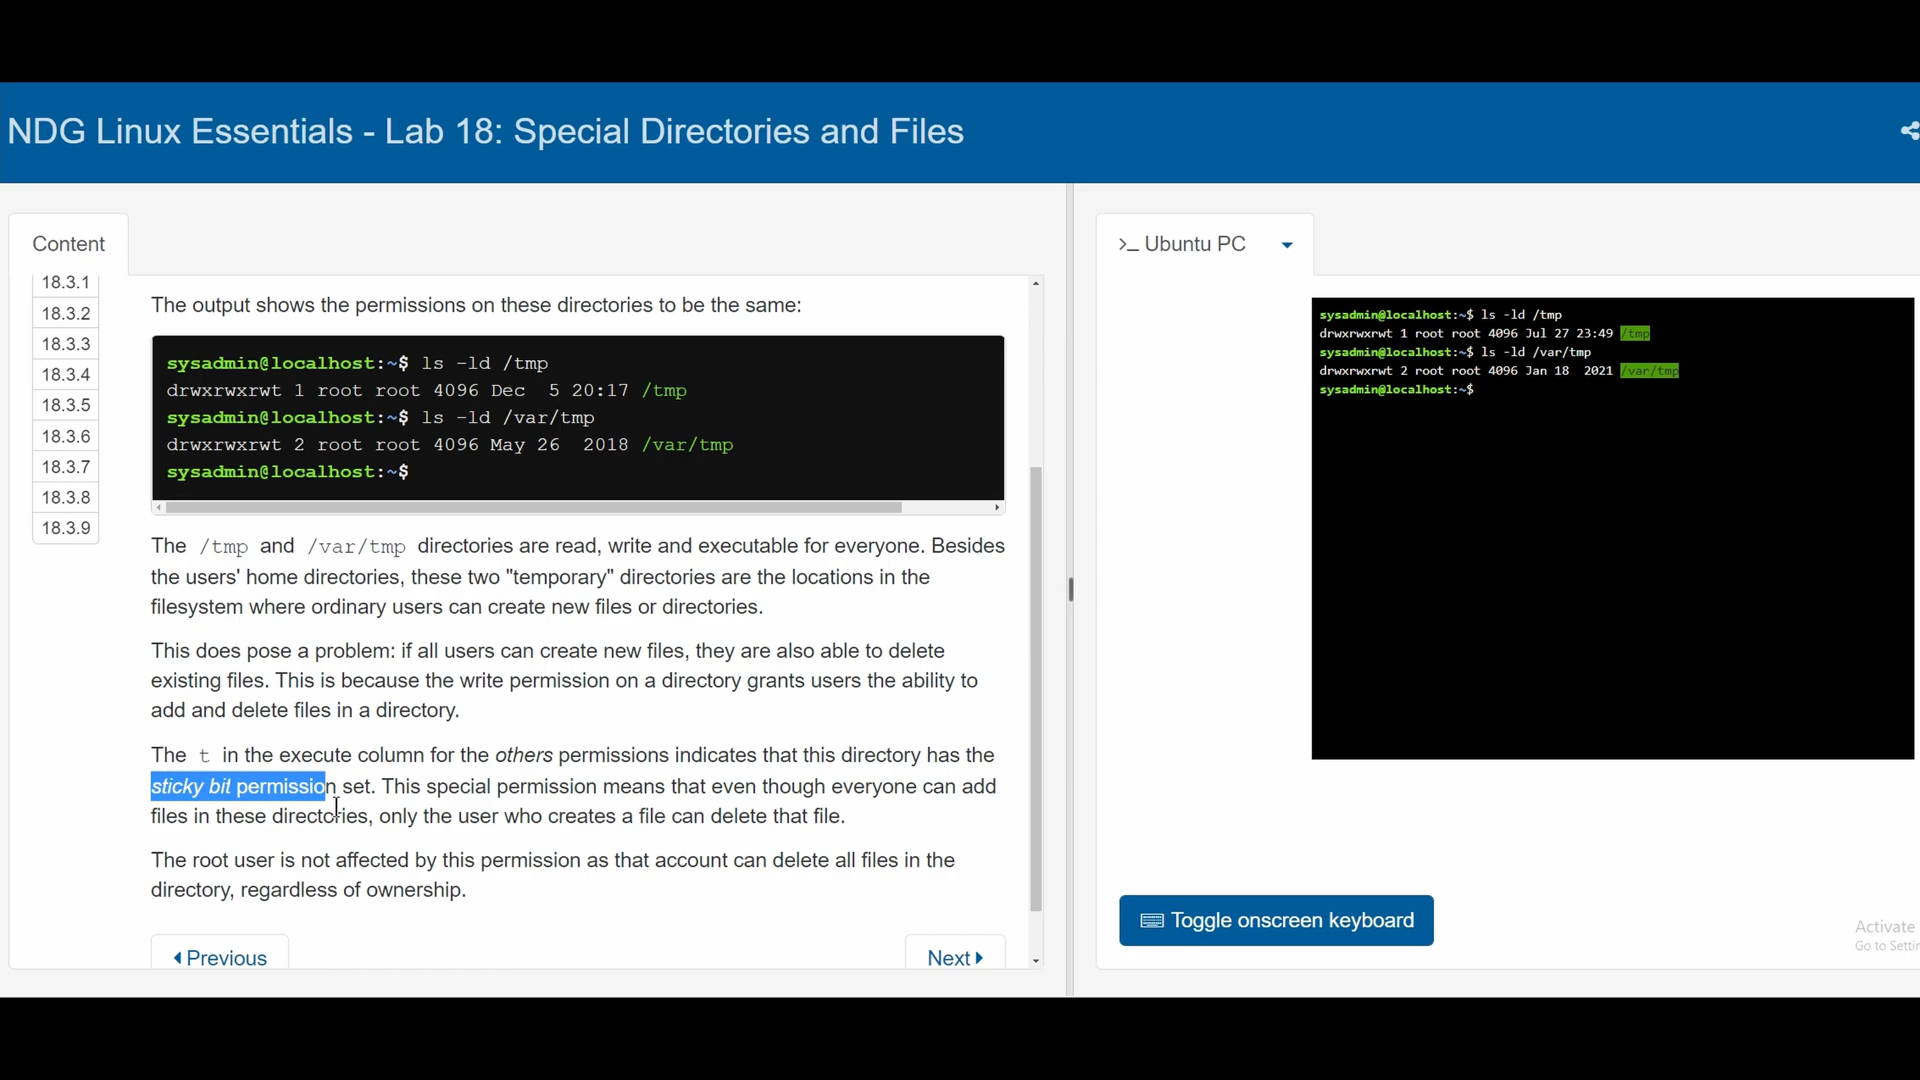 NDG Linux Essentials - Lab 18: Special Directories and Files
Content
18.3.1
18.3.2
18.3.3
18.3.4
18.3.5
18.3.6
18.3.7
18.3.8
18.3.9
The output shows the permissions on these directories to be the same:
sysadmin@localhost:~$ ls -ld /tmp
drwxrwxrwt 1 root root 4096 Dec  5 20:17 /tmp
sysadmin@localhost:~$ ls -ld /var/tmp
drwxrwxrwt 2 root root 4096 May 26  2018 /var/tmp
sysadmin@localhost:~$
The /tmp and /var/tmp directories are read, write and executable for everyone. Besides
the users' home directories, these two "temporary" directories are the locations in the
filesystem where ordinary users can create new files or directories.
This does pose a problem: if all users can create new files, they are also able to delete
existing files. This is because the write permission on a directory grants users the ability to
add and delete files in a directory.
The t in the execute column for the others permissions indicates that this directory has the
sticky bit permission set. This special permission means that even though everyone can add
files in these directories, only the user who creates a file can delete that file.
The root user is not affected by this permission as that account can delete all files in the
directory, regardless of ownership.
Previous
Next
>_ Ubuntu PC
sysadmin@localhost:~$ ls -ld /tmp
drwxrwxrwt 1 root root 4096 Jul 27 23:49 /tmp
sysadmin@localhost:~$ ls -ld /var/tmp
drwxrwxrwt 2 root root 4096 Jan 18  2021 /var/tmp
sysadmin@localhost:~$
Toggle onscreen keyboard
Activate
Go to Settin